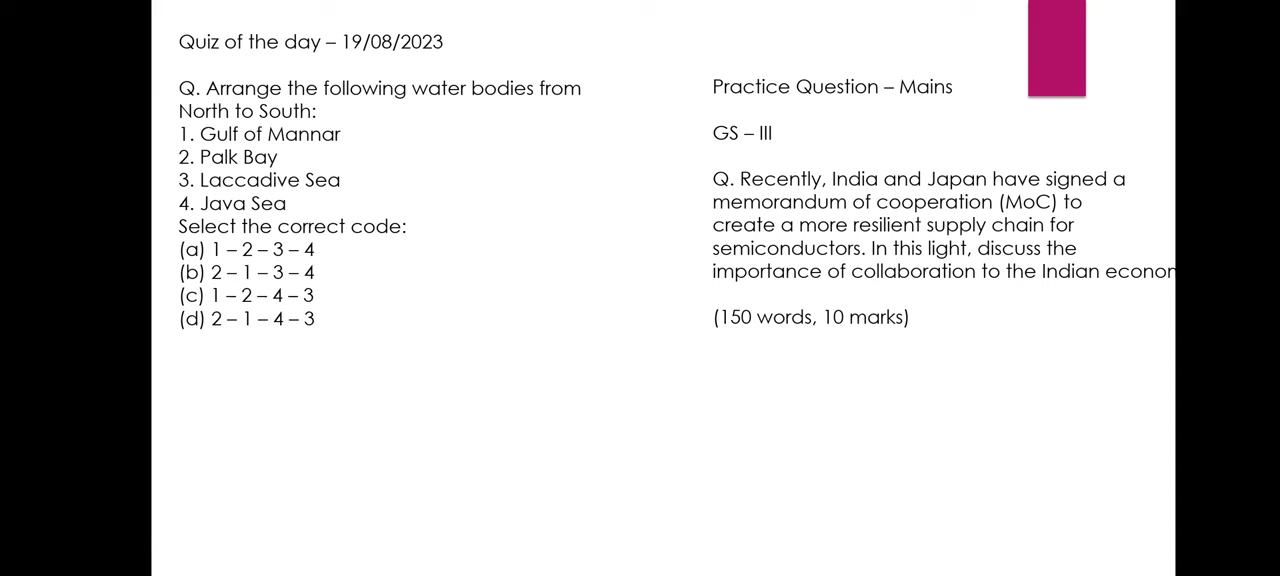 Quiz of the day – 19/08/2023
Q. Arrange the following water bodies from
North to South:
1. Gulf of Mannar
2. Palk Bay
3. Laccadive Sea
4. Java Sea
Select the correct code:
(a) 1 – 2 – 3 – 4
(b) 2 – 1 – 3 – 4
(c) 1 – 2 – 4 – 3
(d) 2 – 1 – 4 – 3
Practice Question – Mains
GS – III
Q. Recently, India and Japan have signed a
memorandum of cooperation (MoC) to
create a more resilient supply chain for
semiconductors. In this light, discuss the
importance of collaboration to the Indian
(150 words, 10 marks)